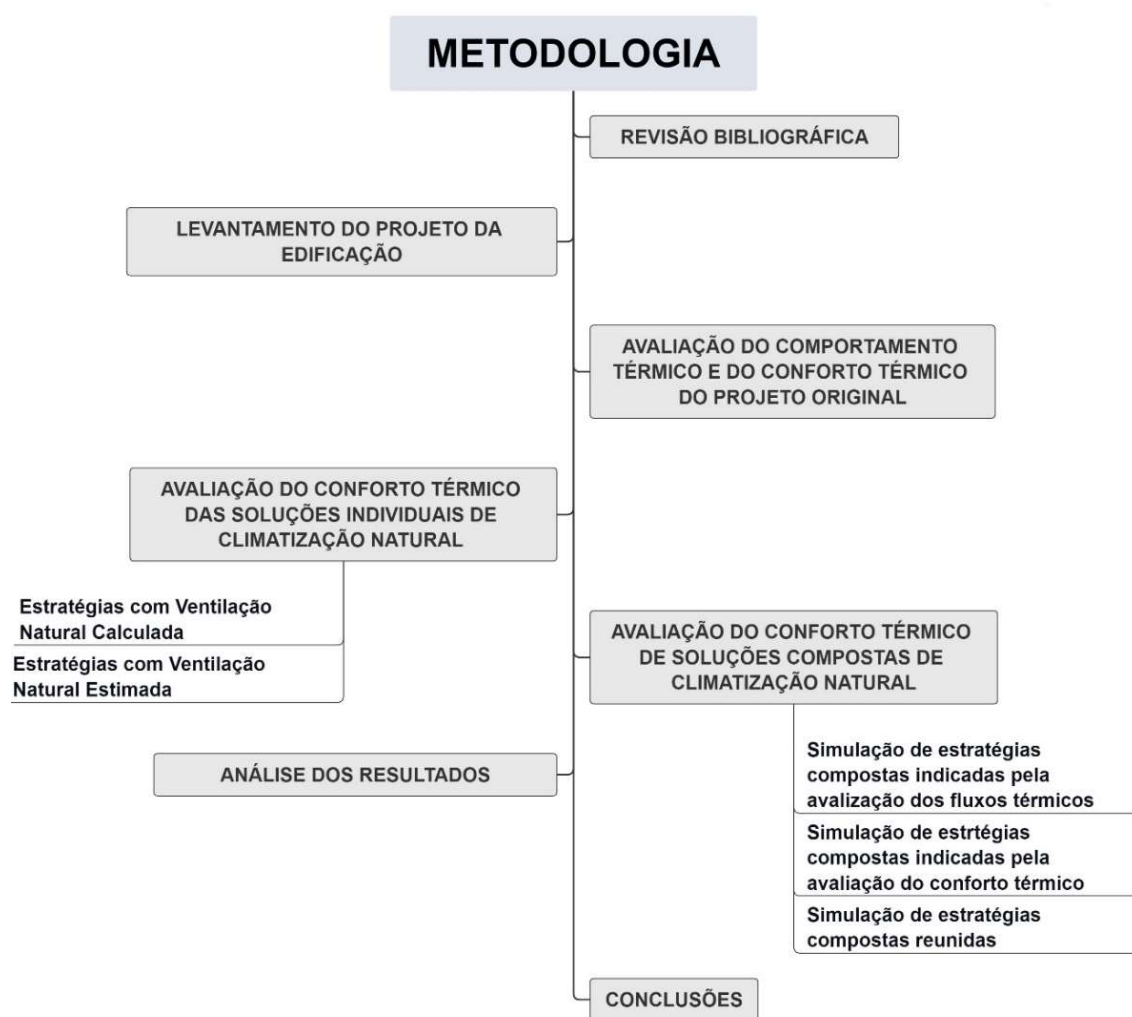 METODOLOGIA
REVISÃO BIBLIOGRÁFICA
LEVANTAMENTO DO PROJETO DA
EDIFICAÇÃO
AVALIAÇÃO DO COMPORTAMENTO
TÉRMICO E DO CONFORTO TÉRMICO
DO PROJETO ORIGINAL
AVALIAÇÃO DO CONFORTO TÉRMICO
DAS SOLUÇÕES INDIVIDUAIS DE
CLIMATIZAÇÃO NATURAL
Estratégias com Ventilação
Natural Calculada
Estratégias com Ventilação
Natural Estimada
AVALIAÇÃO DO CONFORTO TÉRMICO
DE SOLUÇÕES COMPOSTAS DE
CLIMATIZAÇÃO NATURAL
Simulação de estratégias
compostas indicadas pela
avalização dos fluxos térmicos
Simulação de estrtégias
compostas indicadas pela
avaliação do conforto térmico
Simulação de estratégias
compostas reunidas
ANÁLISE DOS RESULTADOS
CONCLUSÕES